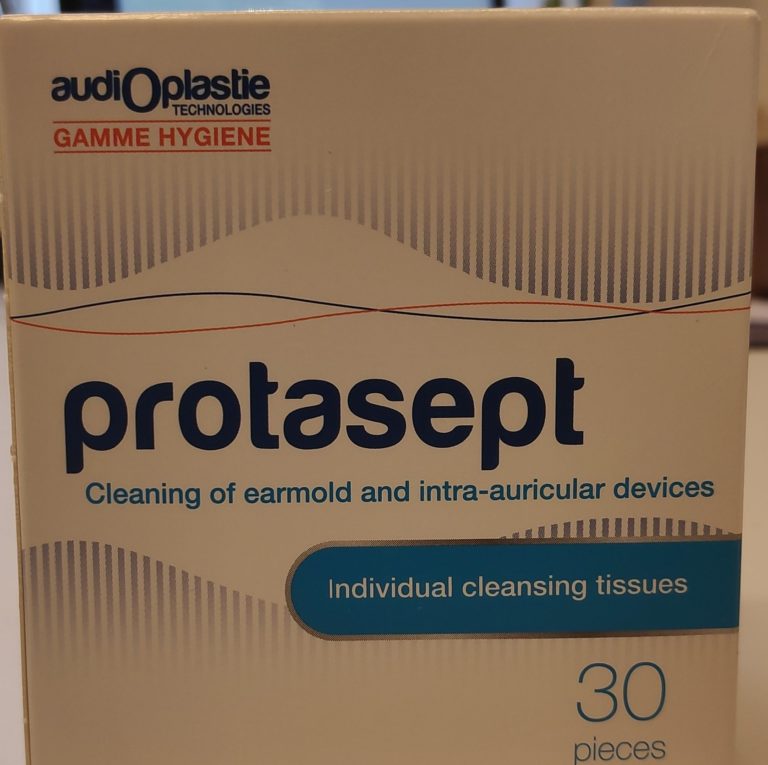 audiOplastie
TECHNOLOGIES
GAMME HYGIENE
protasept
Cleaning of earmold and intra-auricular devices
Individual cleansing tissues
30
pieces